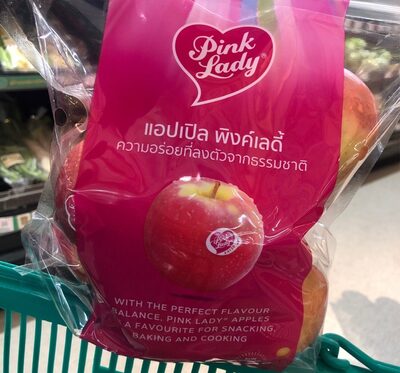 Pink
Lady®
แอปเปิล พิงค์เลดี้
ความอร่อยที่ลงตัวจากธรรมชาติ
Pink
Lady
WITH THE PERFECT FLAVOUR
BALANCE, PINK LADY® APPLES
A FAVOURITE FOR SNACKING,
BAKING AND COOKING